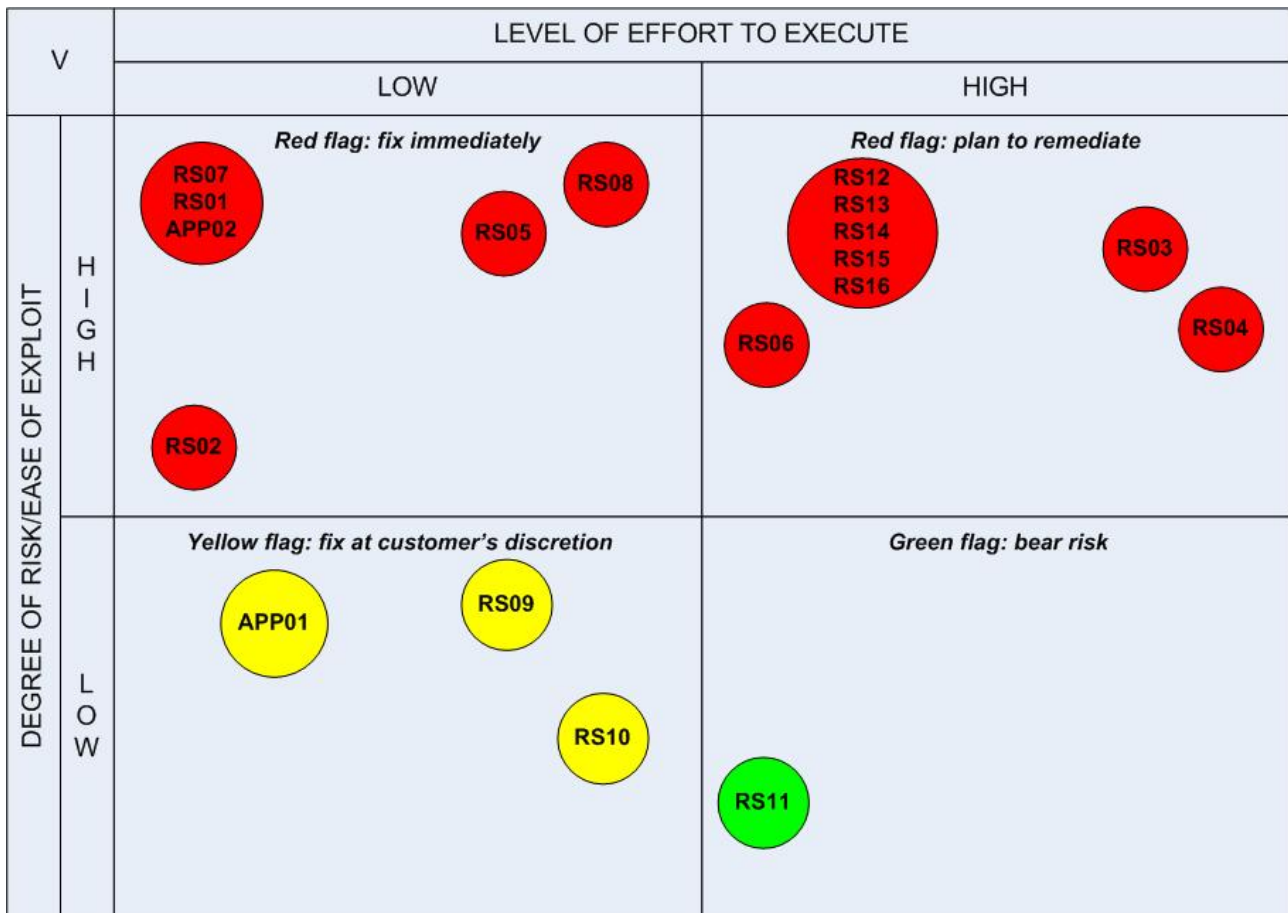 V
LEVEL OF EFFORT TO EXECUTE
LOW
HIGH
DEGREE OF RISK/EASE OF EXPLOIT
HIGH
Red flag: fix immediately
RS07
RS01
APP02
RS05
RS08
RS02
Red flag: plan to remediate
RS12
RS13
RS14
RS15
RS16
RS03
RS04
RS06
LOW
Yellow flag: fix at customer's discretion
APP01
RS09
RS10
Green flag: bear risk
RS11